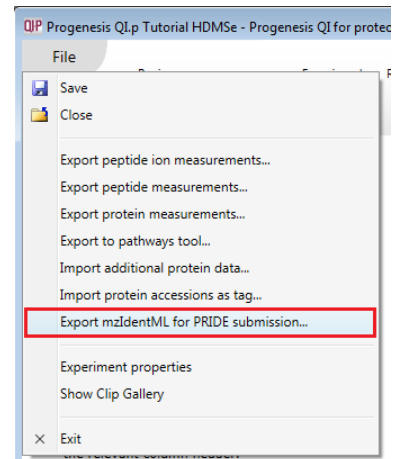 QIP Progenesis QI.p Tutorial HDMSe - Progenesis QI for protec
File
Save
Close
Export peptide ion measurements...
Export peptide measurements...
Export protein measurements...
Export to pathways tool...
Import additional protein data...
Import protein accessions as tag...
Export mzIdentML for PRIDE submission...
Experiment properties
Show Clip Gallery
Exit
the relevant column header.